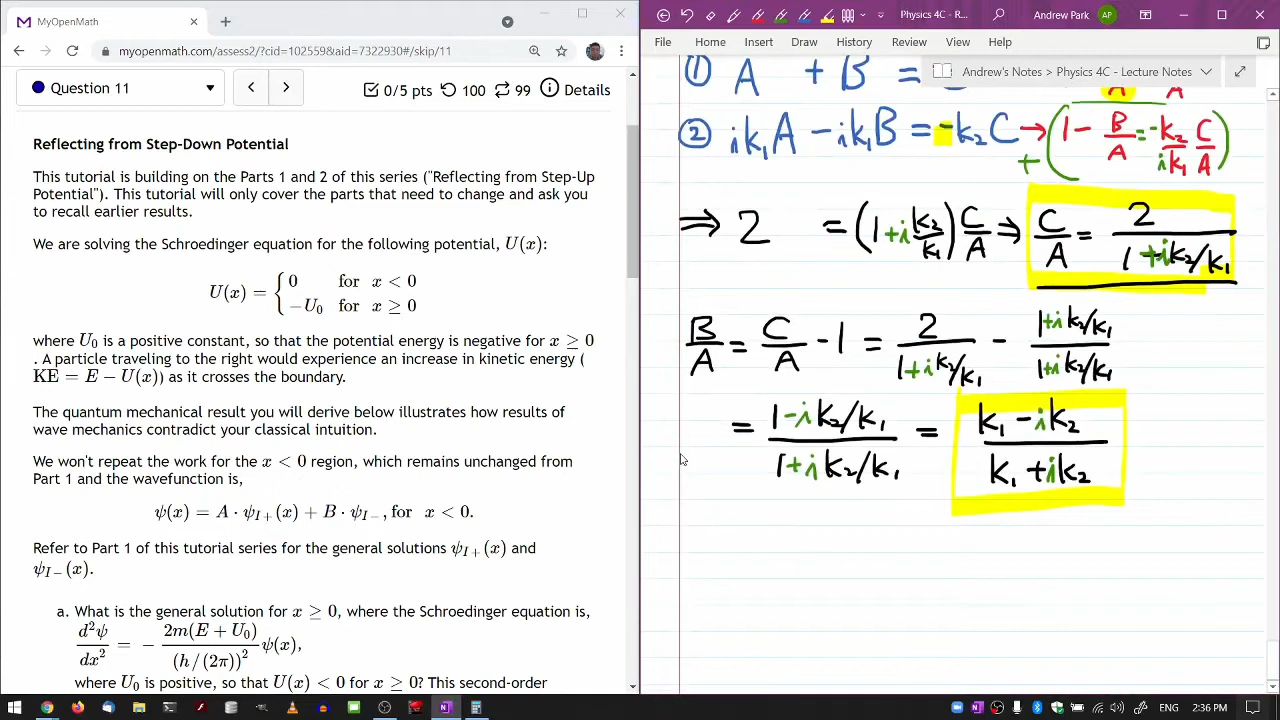 MyOpenMath
myopenmath.com/assess2/?cid=102559&aid=7322930#/skip/11
Question 11
0/5 pts 100 99 Details
Reflecting from Step-Down Potential
This tutorial is building on the Parts 1 and 2 of this series ("Reflecting from Step-Up
Potential"). This tutorial will only cover the parts that need to change and ask you
to recall earlier results.
We are solving the Schroedinger equation for the following potential, U(x):
U(x) = { 0 for x < 0
−U₀ for x ≥ 0
where U₀ is a positive constant, so that the potential energy is negative for x ≥ 0
. A particle traveling to the right would experience an increase in kinetic energy (
KE = E − U(x)) as it crosses the boundary.
The quantum mechanical result you will derive below illustrates how results of
wave mechanics contradict your classical intuition.
We won't repeat the work for the x < 0 region, which remains unchanged from
Part 1 and the wavefunction is,
ψ(x) = A · ψ_I+(x) + B · ψ_I−, for x < 0.
Refer to Part 1 of this tutorial series for the general solutions ψ_I+(x) and
ψ_I−(x).
a. What is the general solution for x ≥ 0, where the Schroedinger equation is,
d²ψ/dx² = − 2m(E + U₀)/(h/(2π))² ψ(x),
where U₀ is positive, so that U(x) < 0 for x ≥ 0? This second-order
Physics 4C - R... Andrew Park AP
File Home Insert Draw History Review View Help
Andrew's Notes > Physics 4C - Lecture Notes
① A + B =
② ik₁A − ik₁B = −k₂C → (1 − B/A = −k₂/ik₁ C/A)
+
⇒ 2 = (1+i k₂/k₁) C/A ⇒ C/A = 2/(1+ik₂/k₁)
B/A = C/A − 1 = 2/(1+ik₂/k₁) − (1+ik₂/k₁)/(1+ik₂/k₁)
= (1−ik₂/k₁)/(1+ik₂/k₁) = (k₁−ik₂)/(k₁+ik₂)
2:36 PM